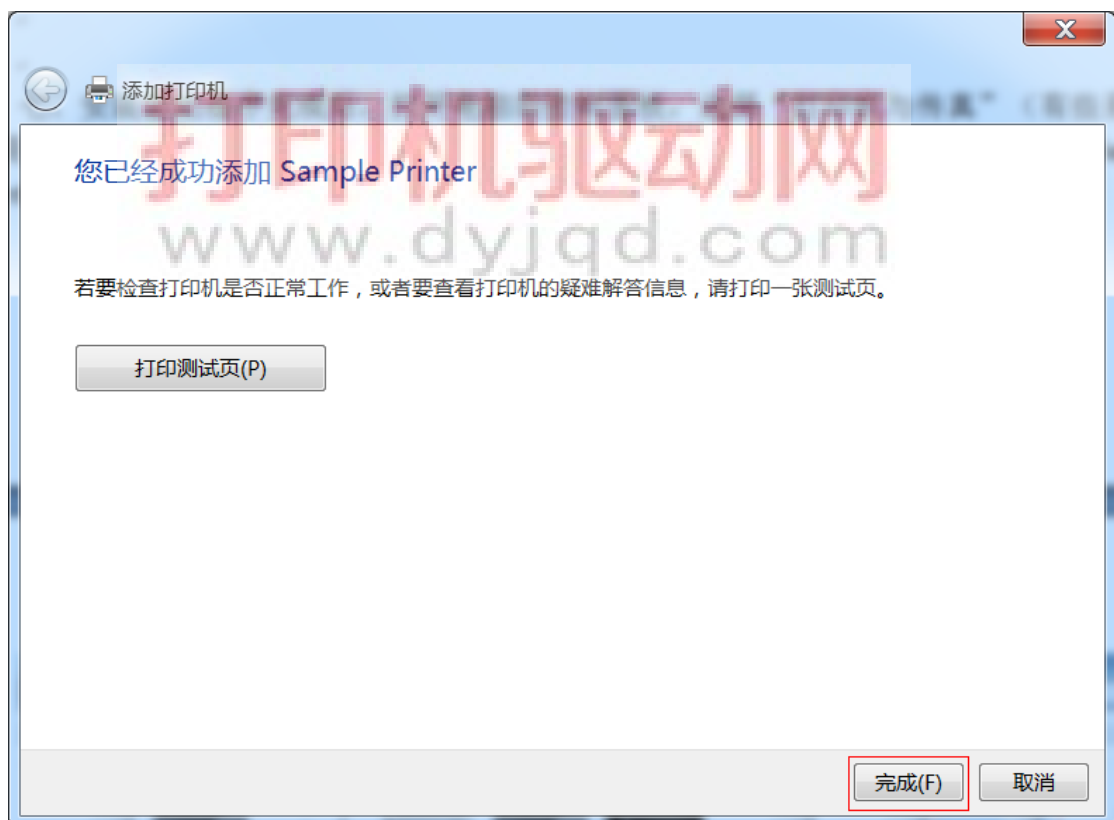 添加打印机
打印机驱动网
www.dyjqd.com
您已经成功添加 Sample Printer
若要检查打印机是否正常工作，或者要查看打印机的疑难解答信息，请打印一张测试页。
打印测试页(P)
完成(F)
取消